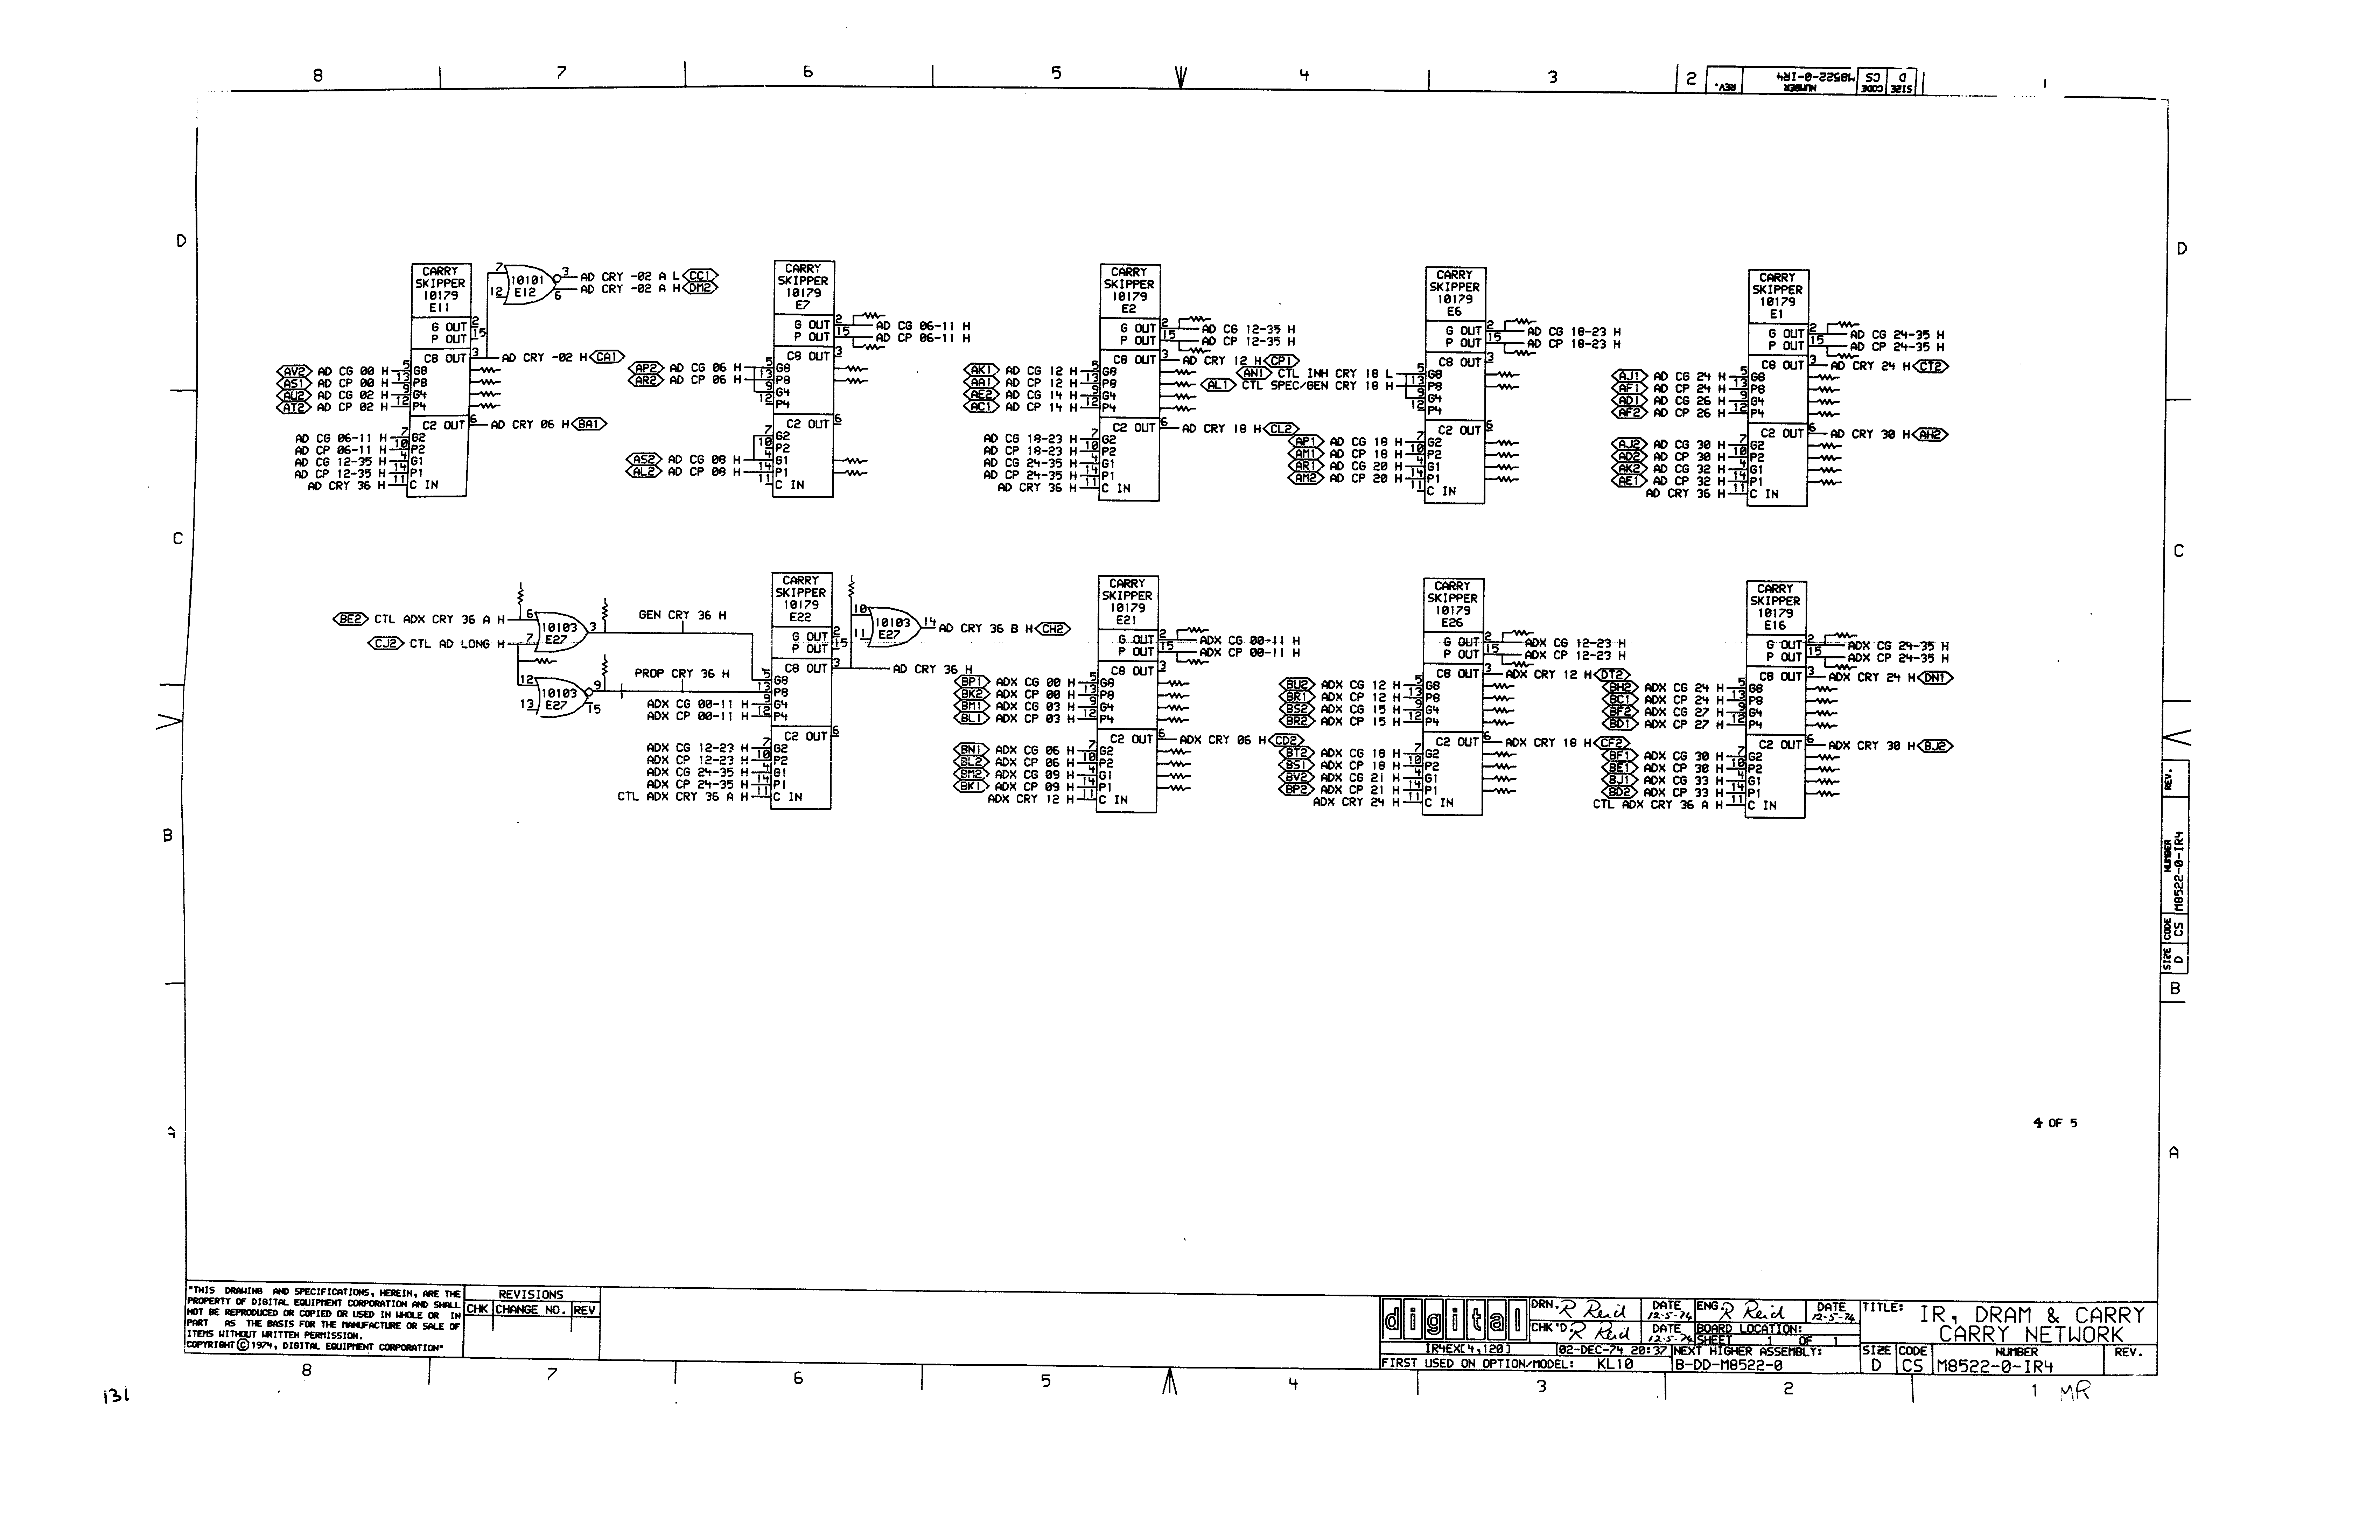 8 7 6 5 4 3 2 1
SIZE D CODE CS NUMBER M8522-0-IR4 REV.
D
D
CARRY SKIPPER 10179 E11
G OUT 2
P OUT 15
C8 OUT 3 AD CRY -02 H CA1
7 12 10101 E12
3 AD CRY -02 A L CC1
6 AD CRY -02 A H DM2
AV2 AD CG 00 H 5 G8
AS1 AD CP 00 H 13 P8
AU2 AD CG 02 H 9 G4
AT2 AD CP 02 H 12 P4
C2 OUT 6 AD CRY 06 H BA1
AD CG 06-11 H 7 G2
AD CP 06-11 H 10 P2
AD CG 12-35 H 4 G1
AD CP 12-35 H 14 P1
AD CRY 36 H 11 C IN
CARRY SKIPPER 10179 E7
G OUT 2 AD CG 06-11 H
P OUT 15 AD CP 06-11 H
C8 OUT 3
AP2 AD CG 06 H 5 G8
AR2 AD CP 06 H 13 P8
9 G4
12 P4
C2 OUT 6
7 G2
10 P2
AS2 AD CG 08 H 4 G1
AL2 AD CP 08 H 14 P1
11 C IN
CARRY SKIPPER 10179 E2
G OUT 2 AD CG 12-35 H
P OUT 15 AD CP 12-35 H
C8 OUT 3 AD CRY 12 H CP1
AK1 AD CG 12 H 5 G8
AA1 AD CP 12 H 13 P8
AE2 AD CG 14 H 9 G4
AC1 AD CP 14 H 12 P4
C2 OUT 6 AD CRY 18 H CL2
AD CG 18-23 H 7 G2
AD CP 18-23 H 10 P2
AD CG 24-35 H 4 G1
AD CP 24-35 H 14 P1
AD CRY 36 H 11 C IN
CARRY SKIPPER 10179 E6
G OUT 2 AD CG 18-23 H
P OUT 15 AD CP 18-23 H
C8 OUT 3
AN1 CTL INH CRY 18 L 5 G8
AL1 CTL SPEC/GEN CRY 18 H 13 P8
9 G4
12 P4
C2 OUT 6
AP1 AD CG 18 H 7 G2
AM1 AD CP 18 H 10 P2
AR1 AD CG 20 H 4 G1
AM2 AD CP 20 H 14 P1
11 C IN
CARRY SKIPPER 10179 E1
G OUT 2 AD CG 24-35 H
P OUT 15 AD CP 24-35 H
C8 OUT 3 AD CRY 24 H CT2
AJ1 AD CG 24 H 5 G8
AF1 AD CP 24 H 13 P8
AD1 AD CG 26 H 9 G4
AF2 AD CP 26 H 12 P4
C2 OUT 6 AD CRY 30 H AH2
AJ2 AD CG 30 H 7 G2
AD2 AD CP 30 H 10 P2
AK2 AD CG 32 H 4 G1
AE1 AD CP 32 H 14 P1
AD CRY 36 H 11 C IN
C
C
BE2 CTL ADX CRY 36 A H 6
CJ2 CTL AD LONG H 7
10103 E27 3
GEN CRY 36 H
12 13 10103 E27 9 15
PROP CRY 36 H
CARRY SKIPPER 10179 E22
G OUT 2
P OUT 15
C8 OUT 3 AD CRY 36 H
10 11 10103 E27 14 AD CRY 36 B H CH2
5 G8
13 P8
ADX CG 00-11 H 9 G4
ADX CP 00-11 H 12 P4
C2 OUT 6
ADX CG 12-23 H 7 G2
ADX CP 12-23 H 10 P2
ADX CG 24-35 H 4 G1
ADX CP 24-35 H 14 P1
CTL ADX CRY 36 A H 11 C IN
CARRY SKIPPER 10179 E21
G OUT 2 ADX CG 00-11 H
P OUT 15 ADX CP 00-11 H
C8 OUT 3
BP1 ADX CG 00 H 5 G8
BK2 ADX CP 00 H 13 P8
BM1 ADX CG 03 H 9 G4
BL1 ADX CP 03 H 12 P4
C2 OUT 6 ADX CRY 06 H CD2
BN1 ADX CG 06 H 7 G2
BL2 ADX CP 06 H 10 P2
BM2 ADX CG 09 H 4 G1
BK1 ADX CP 09 H 14 P1
ADX CRY 12 H 11 C IN
CARRY SKIPPER 10179 E26
G OUT 2 ADX CG 12-23 H
P OUT 15 ADX CP 12-23 H
C8 OUT 3 ADX CRY 12 H DT2
BU2 ADX CG 12 H 5 G8
BR1 ADX CP 12 H 13 P8
BS2 ADX CG 15 H 9 G4
BR2 ADX CP 15 H 12 P4
C2 OUT 6 ADX CRY 18 H CF2
BT2 ADX CG 18 H 7 G2
BS1 ADX CP 18 H 10 P2
BV2 ADX CG 21 H 4 G1
BP2 ADX CP 21 H 14 P1
ADX CRY 24 H 11 C IN
CARRY SKIPPER 10179 E16
G OUT 2 ADX CG 24-35 H
P OUT 15 ADX CP 24-35 H
C8 OUT 3 ADX CRY 24 H DN1
BH2 ADX CG 24 H 5 G8
BC1 ADX CP 24 H 13 P8
BF2 ADX CG 27 H 9 G4
BD1 ADX CP 27 H 12 P4
C2 OUT 6 ADX CRY 30 H BJ2
BF1 ADX CG 30 H 7 G2
BE1 ADX CP 30 H 10 P2
BJ1 ADX CG 33 H 4 G1
BD2 ADX CP 33 H 14 P1
CTL ADX CRY 36 A H 11 C IN
B
B
SIZE D CODE CS NUMBER M8522-0-IR4 REV.
A
A
4 OF 5
"THIS DRAWING AND SPECIFICATIONS, HEREIN, ARE THE
PROPERTY OF DIGITAL EQUIPMENT CORPORATION AND SHALL
NOT BE REPRODUCED OR COPIED OR USED IN WHOLE OR IN
PART AS THE BASIS FOR THE MANUFACTURE OR SALE OF
ITEMS WITHOUT WRITTEN PERMISSION.
COPYRIGHT © 1974, DIGITAL EQUIPMENT CORPORATION"
REVISIONS
CHK CHANGE NO. REV
digital
DRN. R Reid DATE 12-5-74 ENG. R Reid DATE 12-5-74
CHK'D R Reid DATE 12-5-74 BOARD LOCATION:
SHEET 1 OF 1
IR4EX[4,120] 02-DEC-74 20:37 NEXT HIGHER ASSEMBLY:
FIRST USED ON OPTION/MODEL: KL10 B-DD-M8522-0
TITLE: IR, DRAM & CARRY
CARRY NETWORK
SIZE D CODE CS NUMBER M8522-0-IR4 REV.
8 7 6 5 4 3 2 1
131
MR